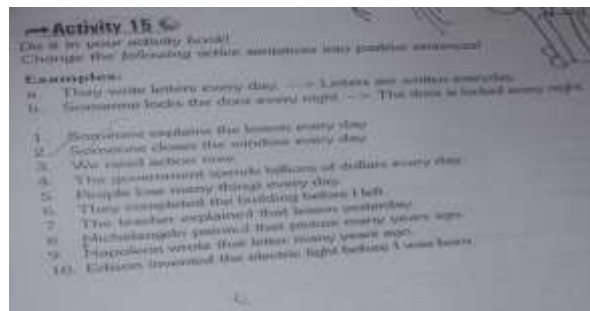 Activity 15
Do it in your activity book!
Change the following active sentences into passive sentences!
Examples:
a. They write letters every day. ---> Letters are written everyday.
b. Someone locks the door every night. --> The door is locked every night.
1. Someone explains the lesson every day.
2. Someone closes the window every day.
3. We need action now.
4. The government spends billions of dollars every day.
5. People lose many things every day.
6. They completed the building before I left.
7. The teacher explained that lesson yesterday.
8. Michelangelo painted that picture many years ago.
9. Napoleon wrote that letter many years ago.
10. Edison invented the electric light before I was born.